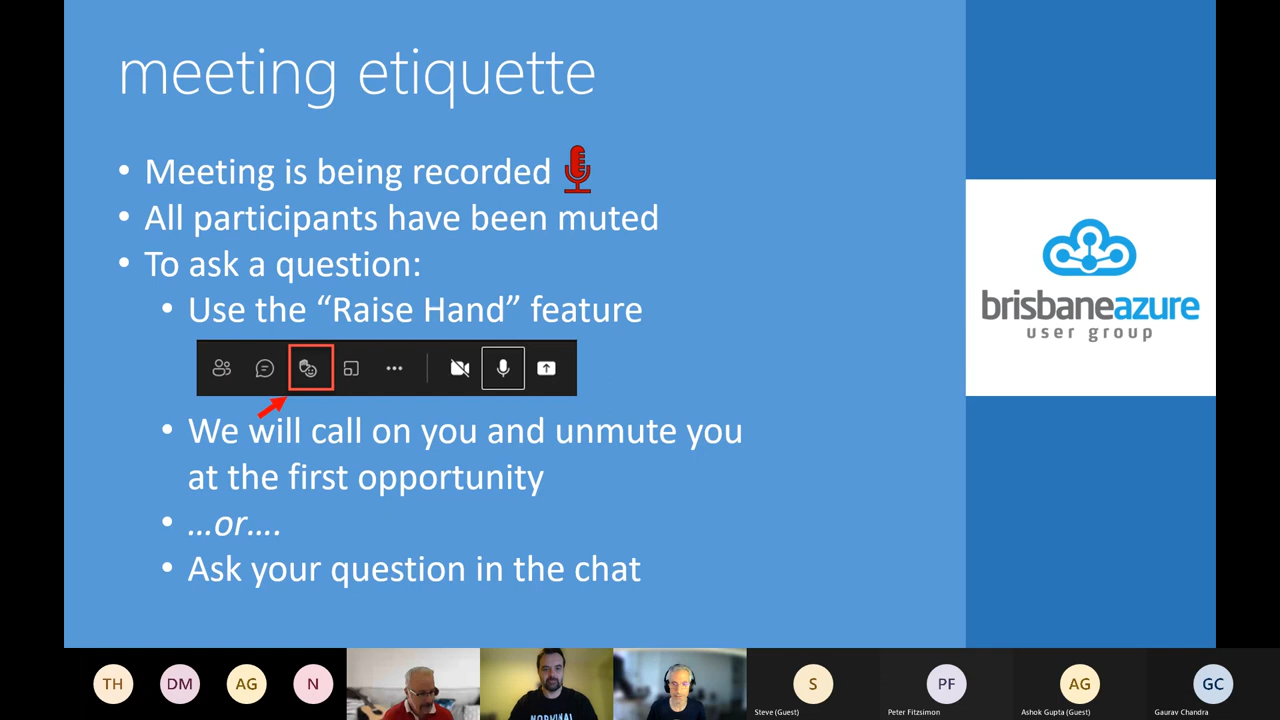 meeting etiquette
• Meeting is being recorded
• All participants have been muted
• To ask a question:
• Use the “Raise Hand” feature
• We will call on you and unmute you
at the first opportunity
• …or….
• Ask your question in the chat
brisbaneazure
user group
TH
DM
AG
N
NORMINAL
S
Steve (Guest)
PF
Peter Fitzsimon
AG
Ashok Gupta (Guest)
GC
Gaurav Chandra